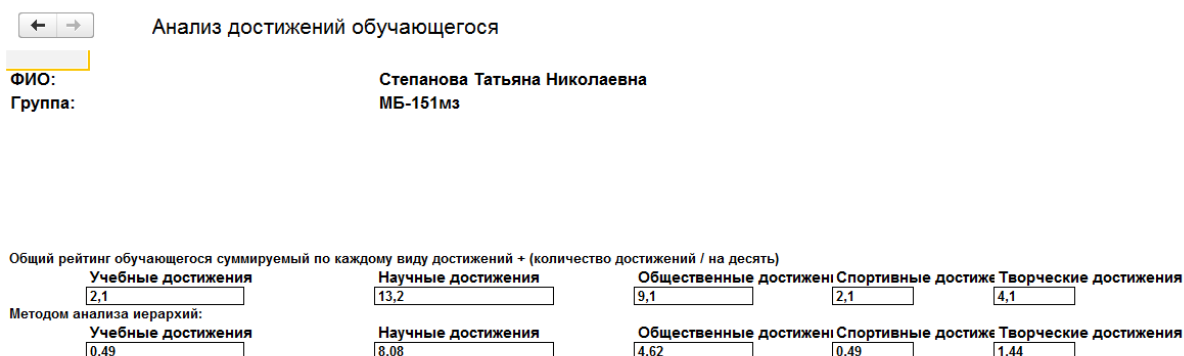 Анализ достижений обучающегося
ФИО: Степанова Татьяна Николаевна
Группа: МБ-151мз
Общий рейтинг обучающегося суммируемый по каждому виду достижений + (количество достижений / на десять)
Учебные достижения Научные достижения Общественные достижен Спортивные достиже Творческие достижения
2,1 13,2 9,1 2,1 4,1
Методом анализа иерархий:
Учебные достижения Научные достижения Общественные достижен Спортивные достиже Творческие достижения
0,49 8,08 4,62 0,49 1,44